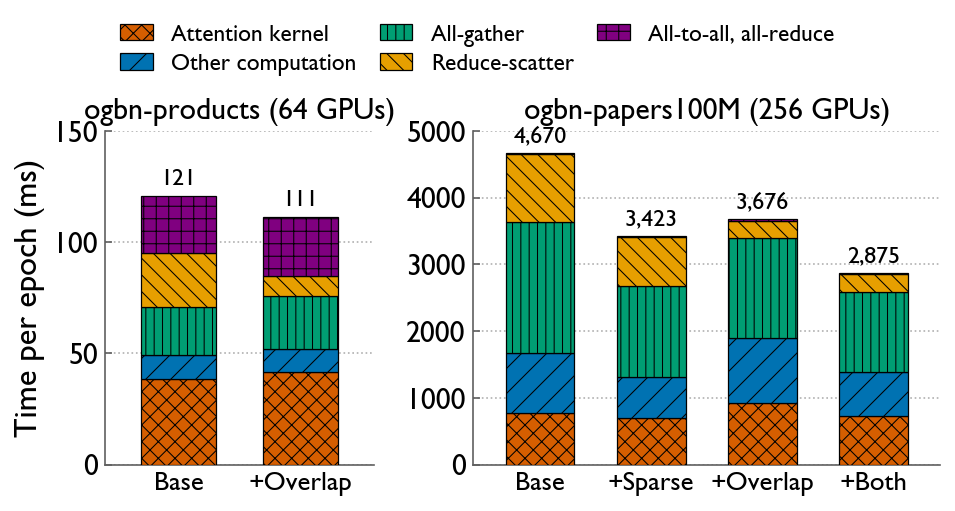 Attention kernel
All-gather
All-to-all, all-reduce
Other computation
Reduce-scatter
ogbn-products (64 GPUs)
ogbn-papers100M (256 GPUs)
Time per epoch (ms)
150
100
50
0
121
111
Base
+Overlap
5000
4000
3000
2000
1000
0
4,670
3,423
3,676
2,875
Base
+Sparse
+Overlap
+Both